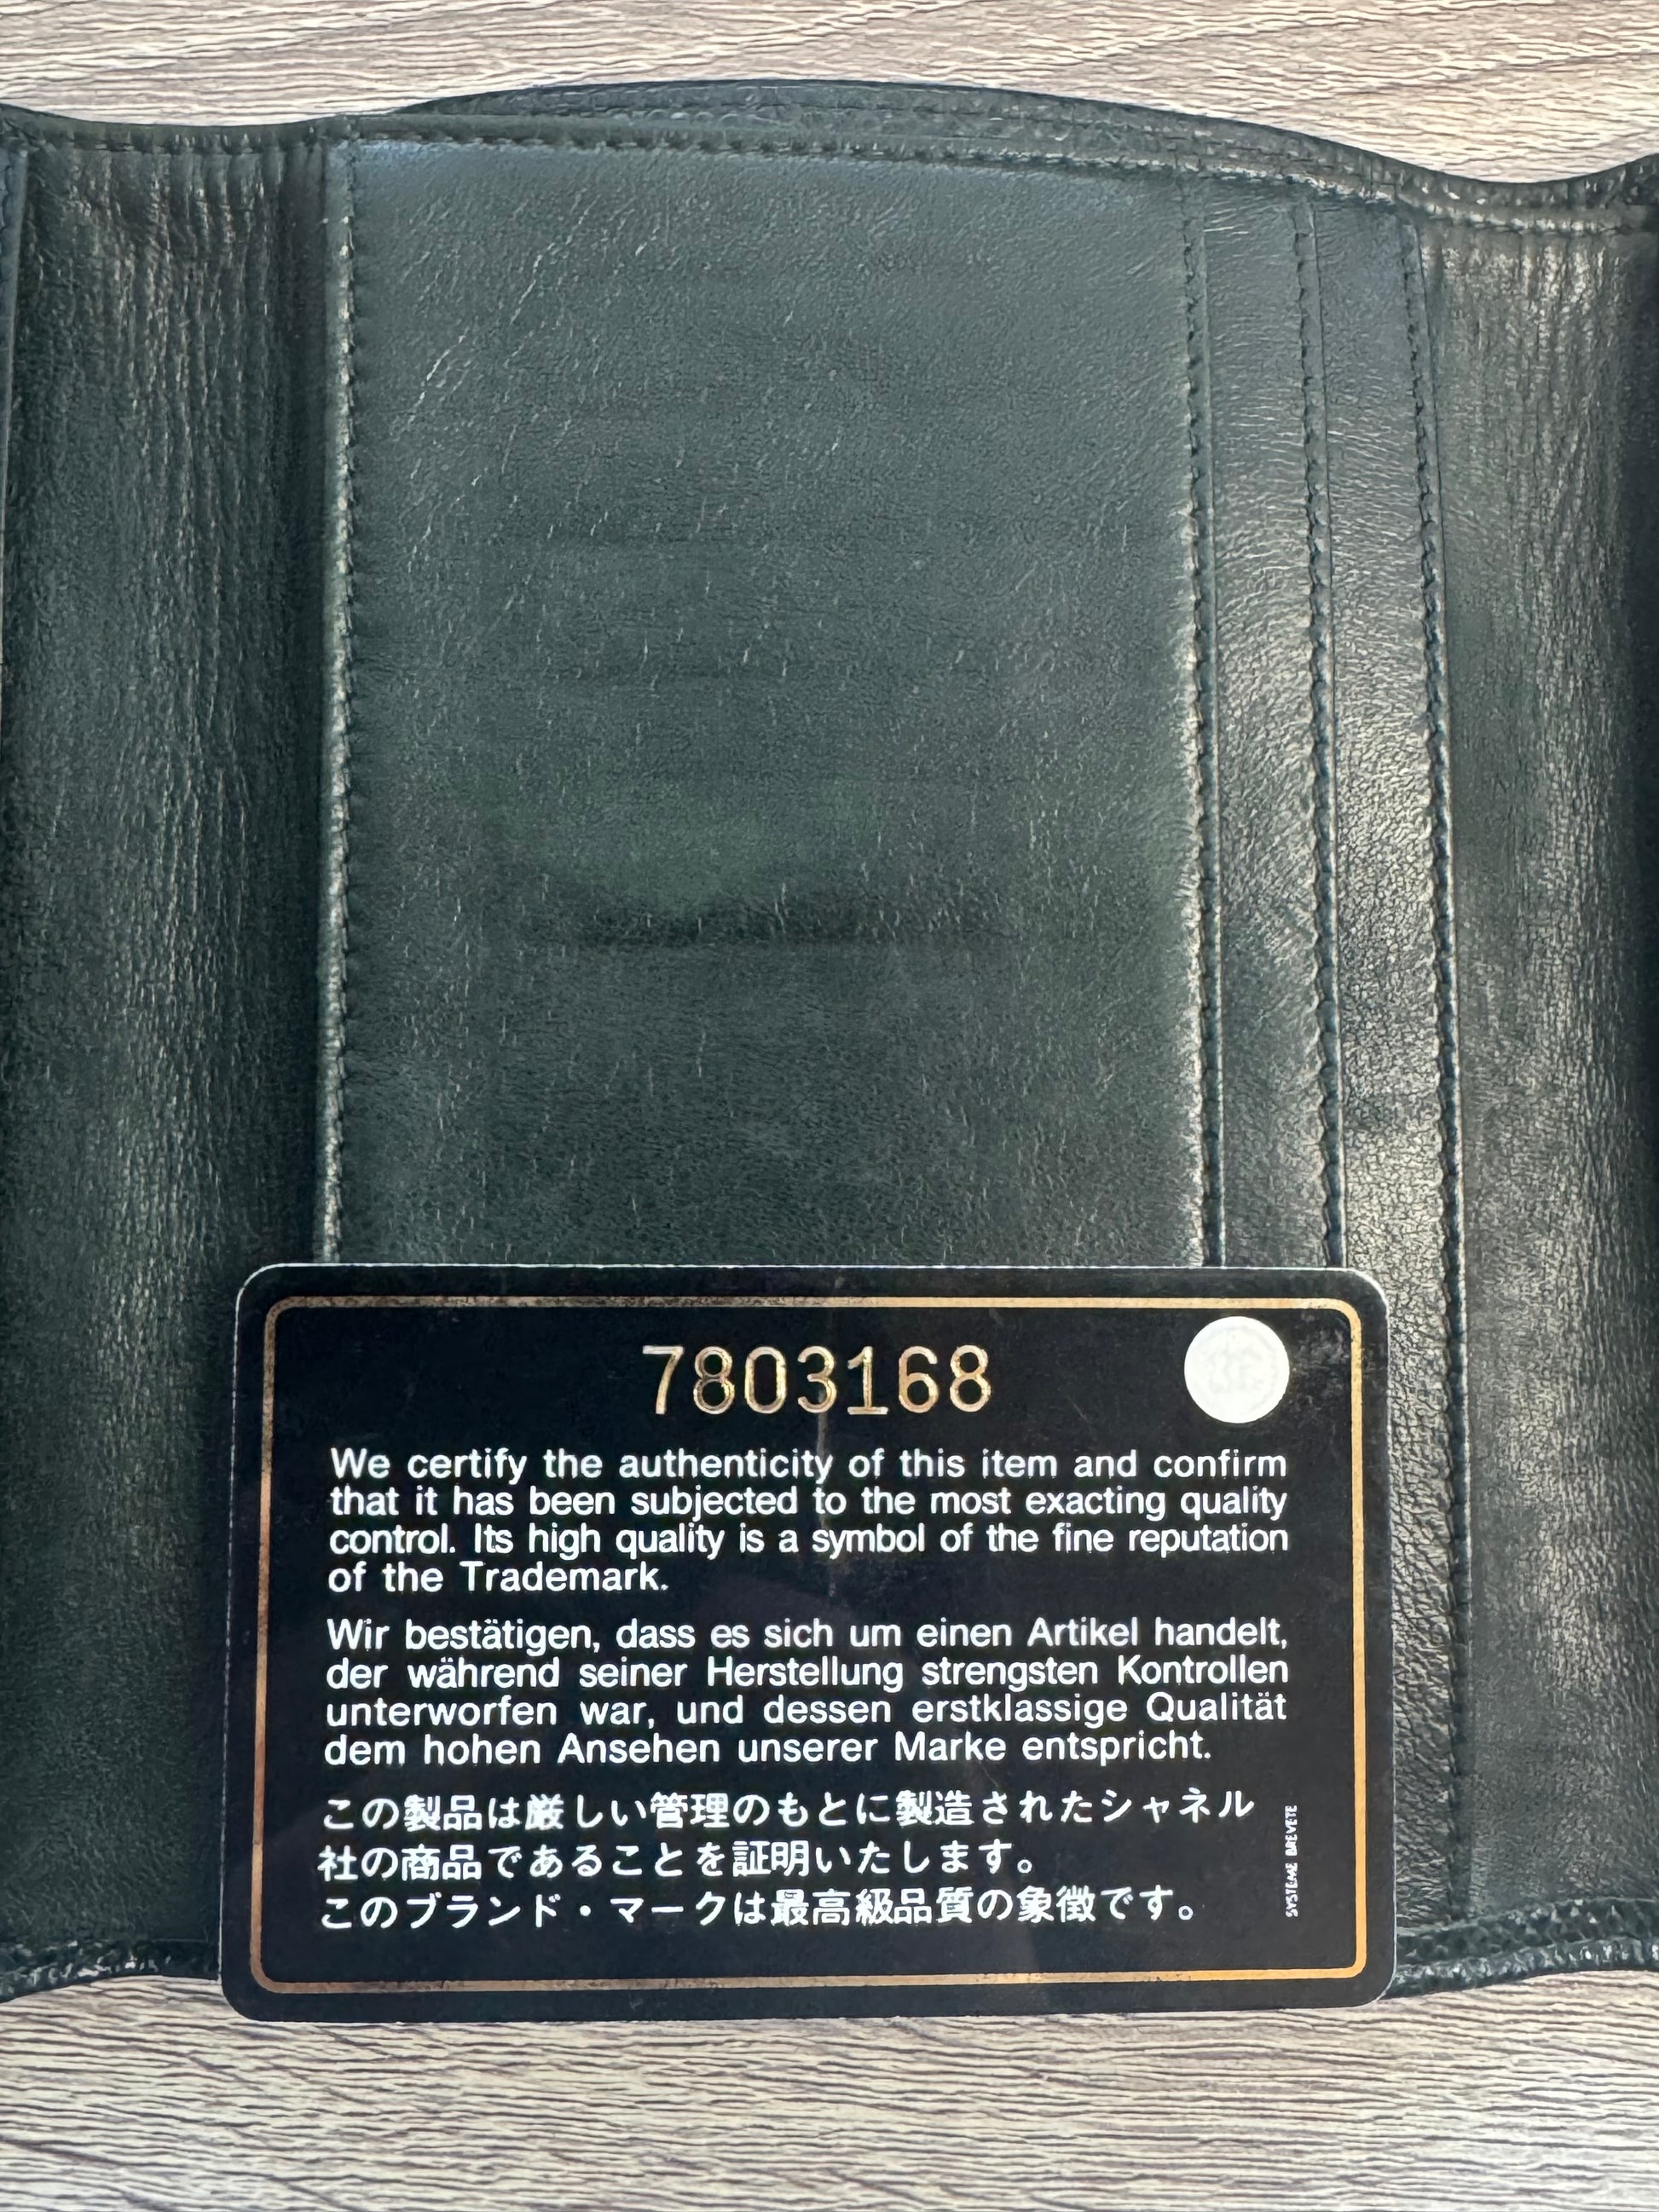 7803168
We certify the authenticity of this item and confirm
that it has been subjected to the most exacting quality
control. Its high quality is a symbol of the fine reputation
of the Trademark.
Wir bestätigen, dass es sich um einen Artikel handelt,
der während seiner Herstellung strengsten Kontrollen
unterworfen war, und dessen erstklassige Qualität
dem hohen Ansehen unserer Marke entspricht.
この製品は厳しい管理のもとに製造されたシャネル
社の商品であることを証明いたします。
このブランド・マークは最高級品質の象徴です。
SYSTEME BREVETE